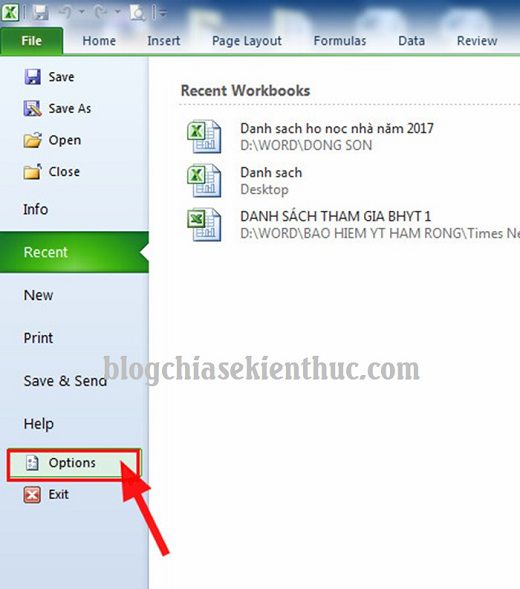 File Home Insert Page Layout Formulas Data Review
Save
Save As
Open
Close
Info
Recent
New
Print
Save & Send
Help
Options
Exit
Recent Workbooks
Danh sach ho noc nhà năm 2017
D:\WORD\DONG SON
Danh sach
Desktop
DANH SÁCH THAM GIA BHYT 1
D:\WORD\BAO HIEM YT HAM RONG\Times Ne
blogchiasekienthuc.com